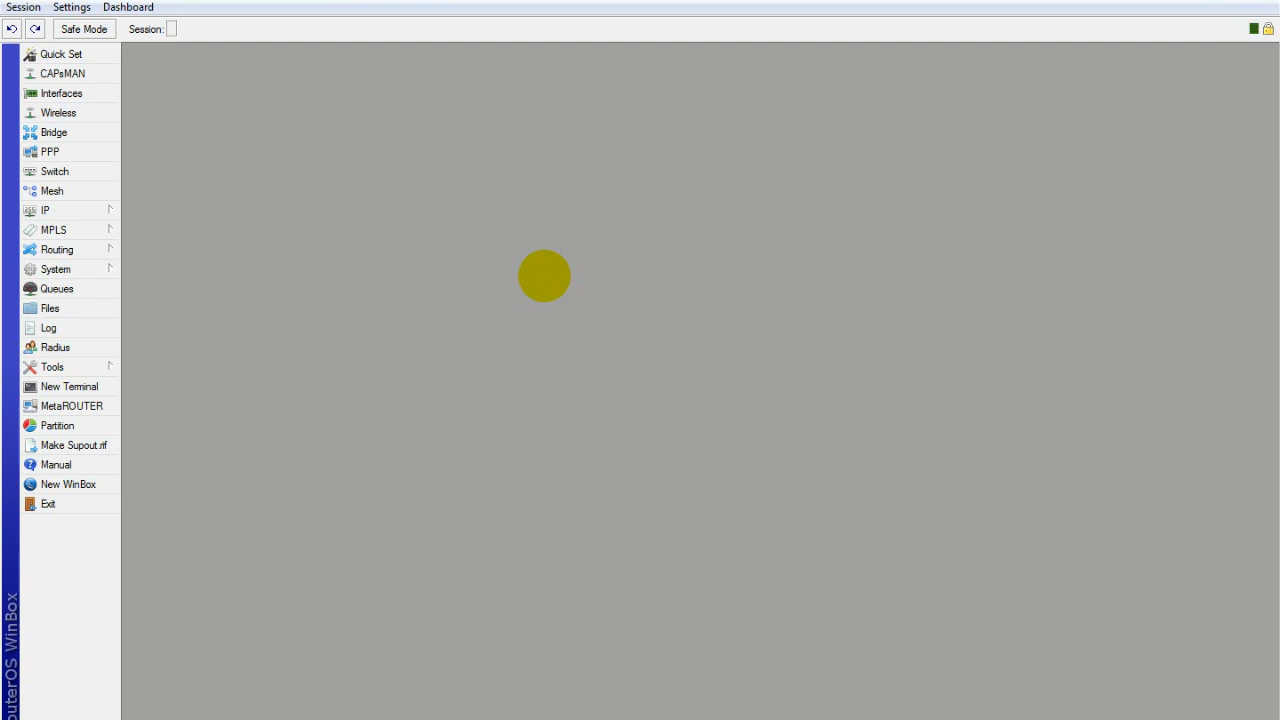 Session Settings Dashboard
Safe Mode Session:
Quick Set
CAPsMAN
Interfaces
Wireless
Bridge
PPP
Switch
Mesh
IP
MPLS
Routing
System
Queues
Files
Log
Radius
Tools
New Terminal
MetaROUTER
Partition
Make Supout.rif
Manual
New WinBox
Exit
outerOS WinBox